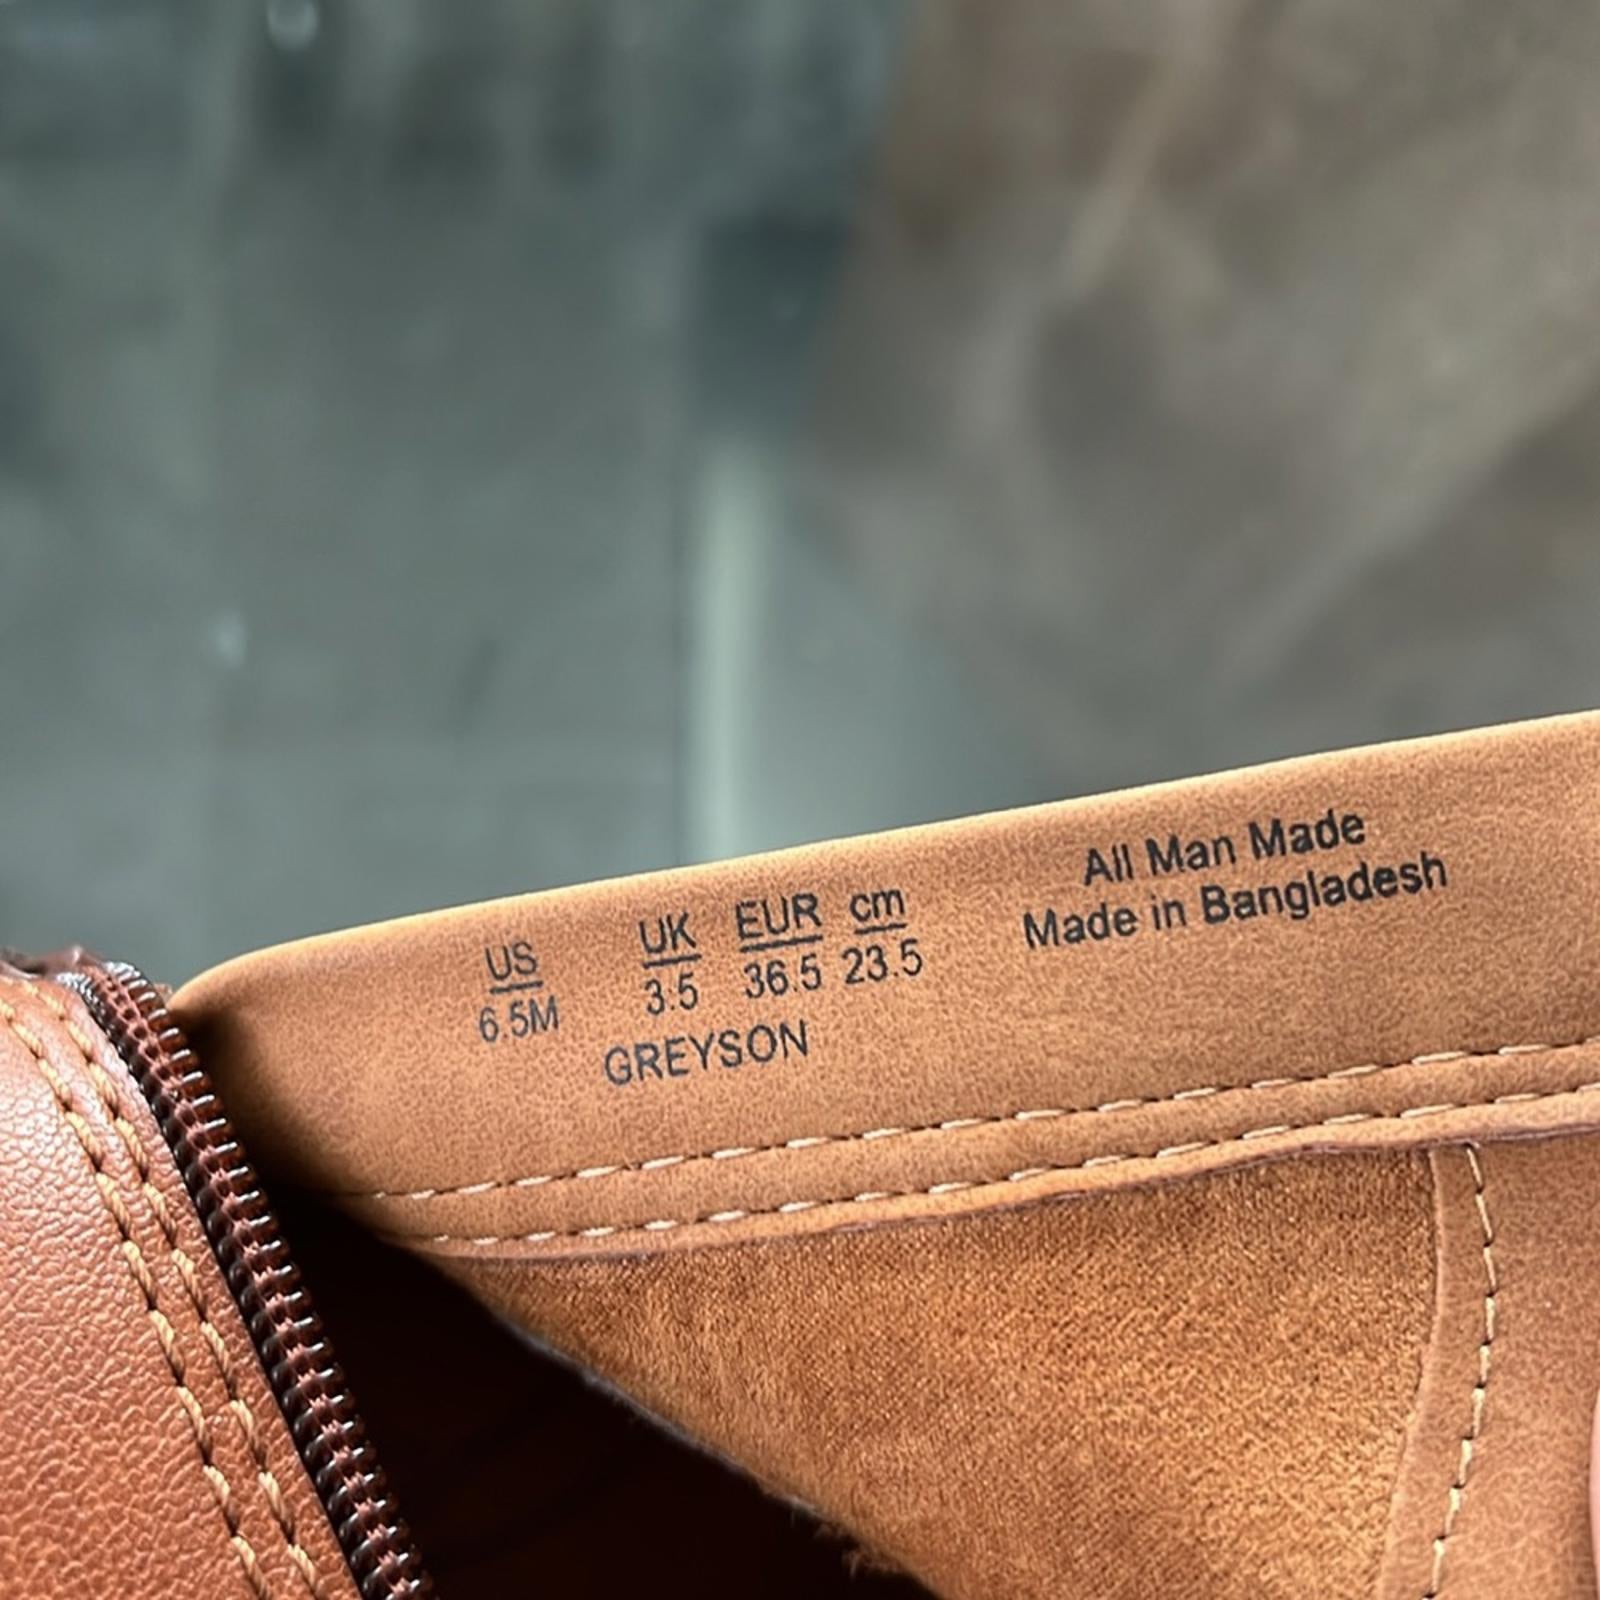 US UK EUR cm
6.5M 3.5 36.5 23.5
GREYSON
All Man Made
Made in Bangladesh